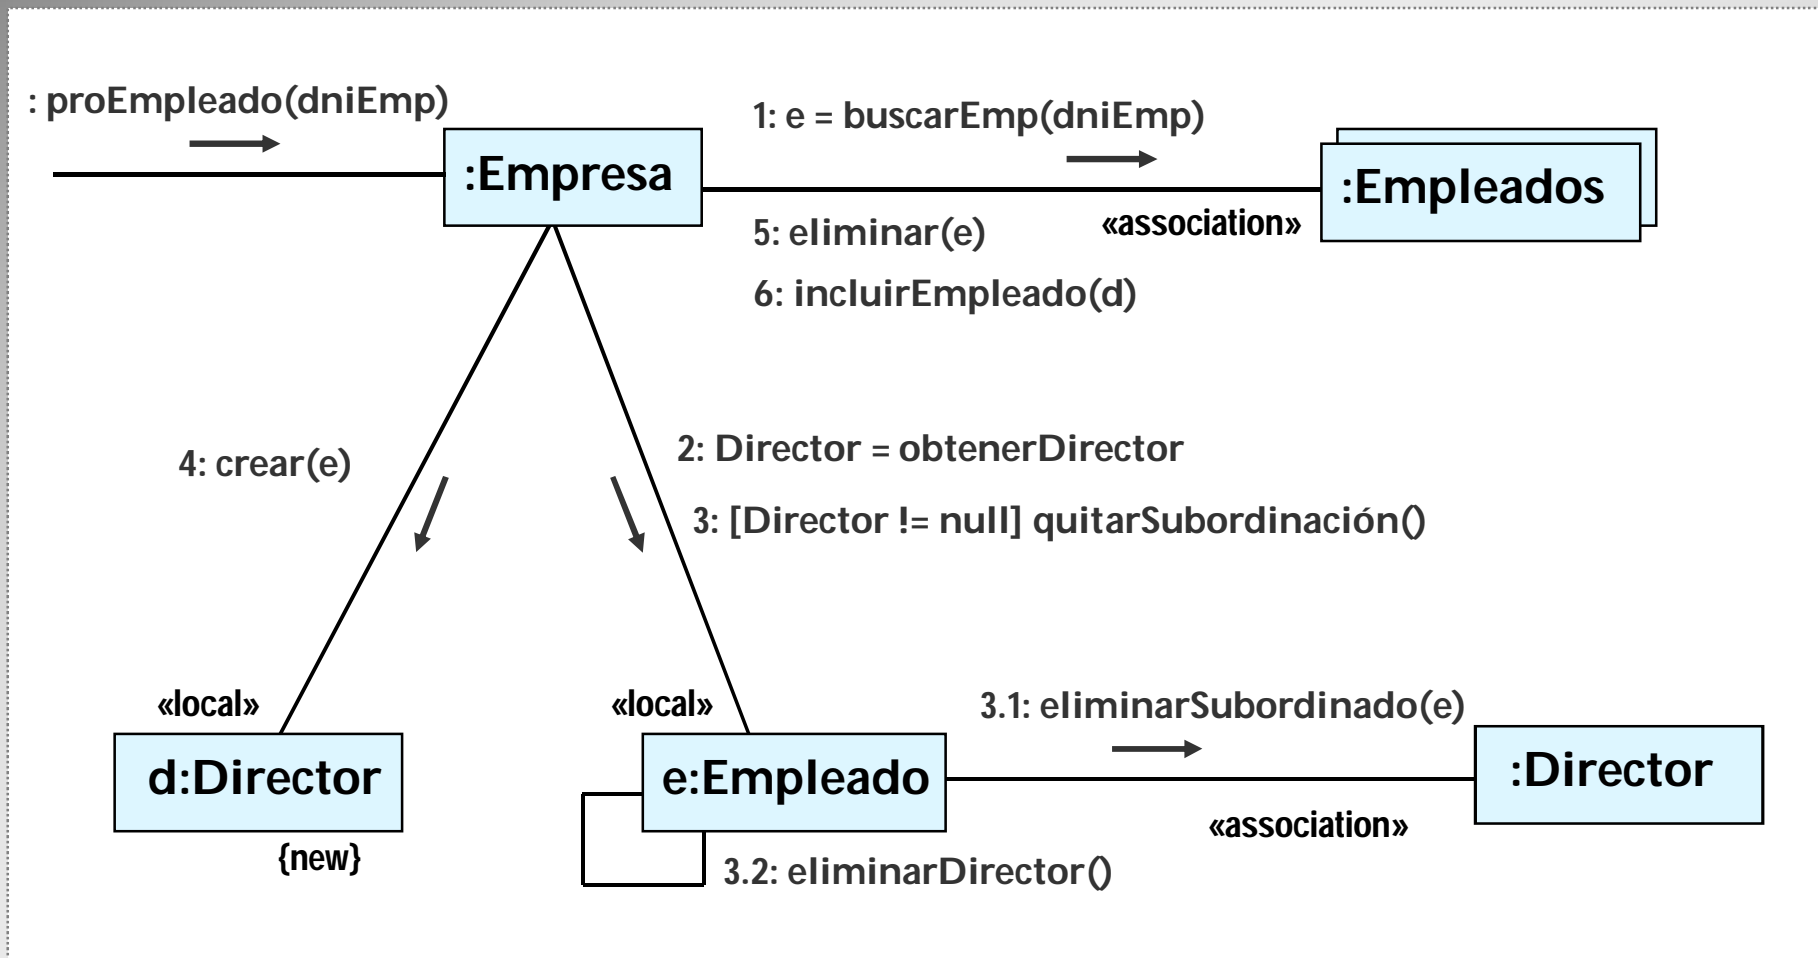 : proEmpleado(dniEmp)
1: e = buscarEmp(dniEmp)
:Empresa
:Empleados
«association»
5: eliminar(e)
6: incluirEmpleado(d)
4: crear(e)
2: Director = obtenerDirector
3: [Director != null] quitarSubordinación()
«local»
«local»
3.1: eliminarSubordinado(e)
d:Director
e:Empleado
:Director
«association»
{new}
3.2: eliminarDirector()